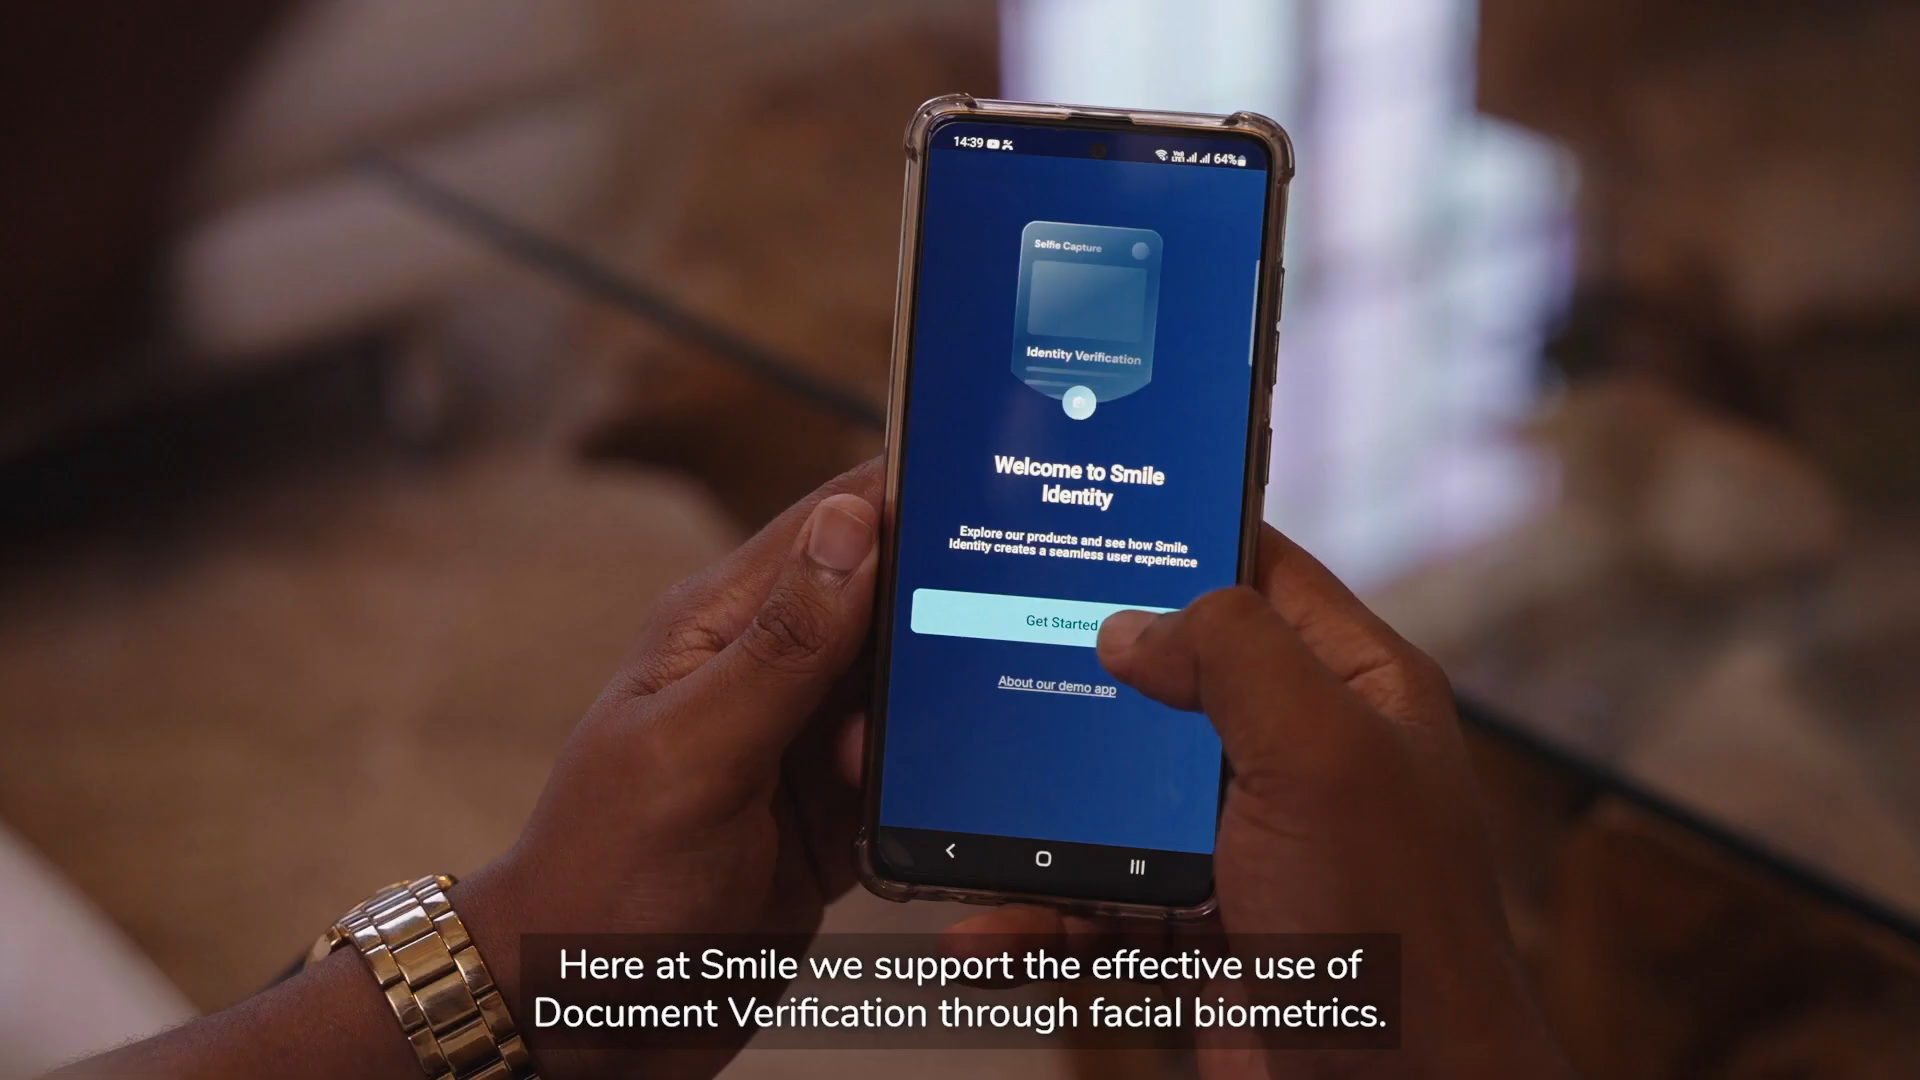 14:39
64%
Selfie Capture
Identity Verification
Welcome to Smile
Identity
Explore our products and see how Smile
Identity creates a seamless user experience
Get Started
About our demo app
Here at Smile we support the effective use of
Document Verification through facial biometrics.